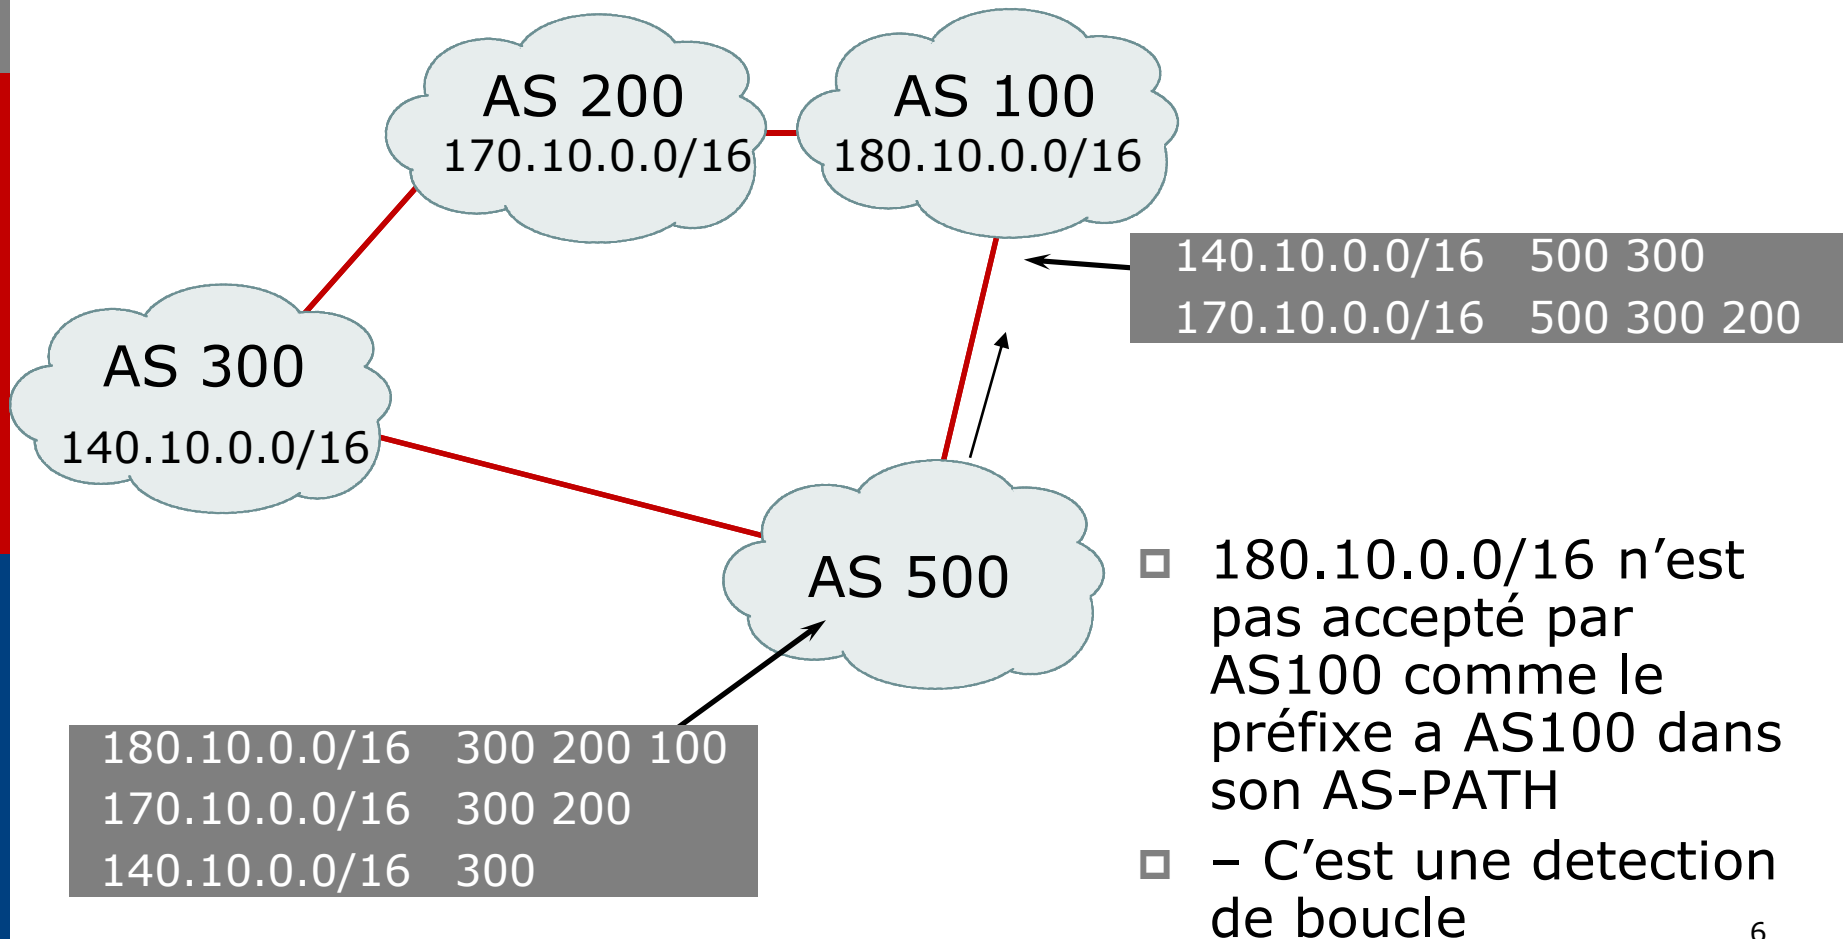 AS 200
170.10.0.0/16
AS 100
180.10.0.0/16
140.10.0.0/16 500 300
170.10.0.0/16 500 300 200
AS 300
140.10.0.0/16
AS 500
180.10.0.0/16 300 200 100
170.10.0.0/16 300 200
140.10.0.0/16 300
180.10.0.0/16 n’est
pas accepté par
AS100 comme le
préfixe a AS100 dans
son AS-PATH
– C’est une detection
de boucle
6